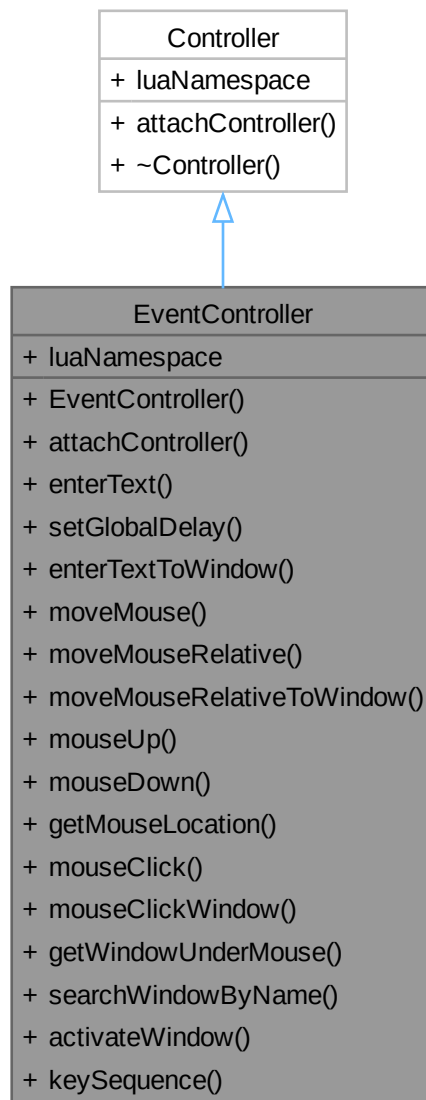 Controller
+ luaNamespace
+ attachController()
+ ~Controller()
EventController
+ luaNamespace
+ EventController()
+ attachController()
+ enterText()
+ setGlobalDelay()
+ enterTextToWindow()
+ moveMouse()
+ moveMouseRelative()
+ moveMouseRelativeToWindow()
+ mouseUp()
+ mouseDown()
+ getMouseLocation()
+ mouseClick()
+ mouseClickWindow()
+ getWindowUnderMouse()
+ searchWindowByName()
+ activateWindow()
+ keySequence()